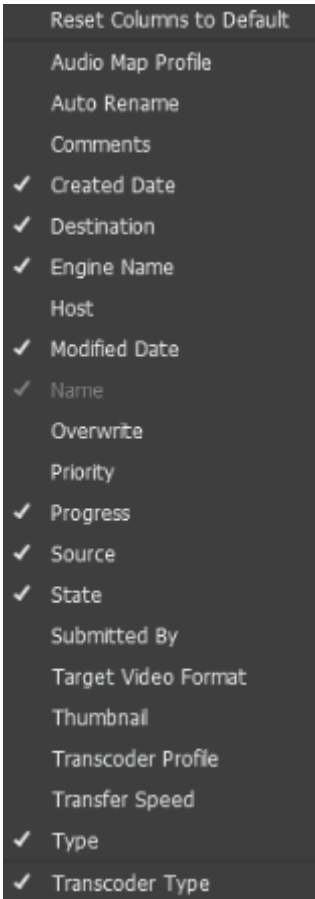 Reset Columns to Default
Audio Map Profile
Auto Rename
Comments
Created Date
Destination
Engine Name
Host
Modified Date
Name
Overwrite
Priority
Progress
Source
State
Submitted By
Target Video Format
Thumbnail
Transcoder Profile
Transfer Speed
Type
Transcoder Type